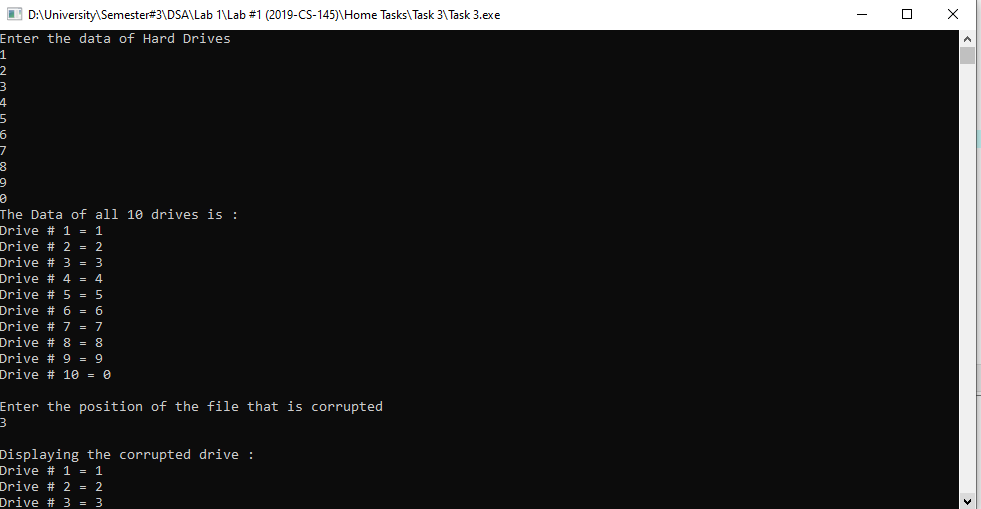 D:\University\Semester#3\DSA\Lab 1\Lab #1 (2019-CS-145)\Home Tasks\Task 3\Task 3.exe
Enter the data of Hard Drives
1
2
3
4
5
6
7
8
9
0
The Data of all 10 drives is :
Drive # 1 = 1
Drive # 2 = 2
Drive # 3 = 3
Drive # 4 = 4
Drive # 5 = 5
Drive # 6 = 6
Drive # 7 = 7
Drive # 8 = 8
Drive # 9 = 9
Drive # 10 = 0
Enter the position of the file that is corrupted
3
Displaying the corrupted drive :
Drive # 1 = 1
Drive # 2 = 2
Drive # 3 = 3